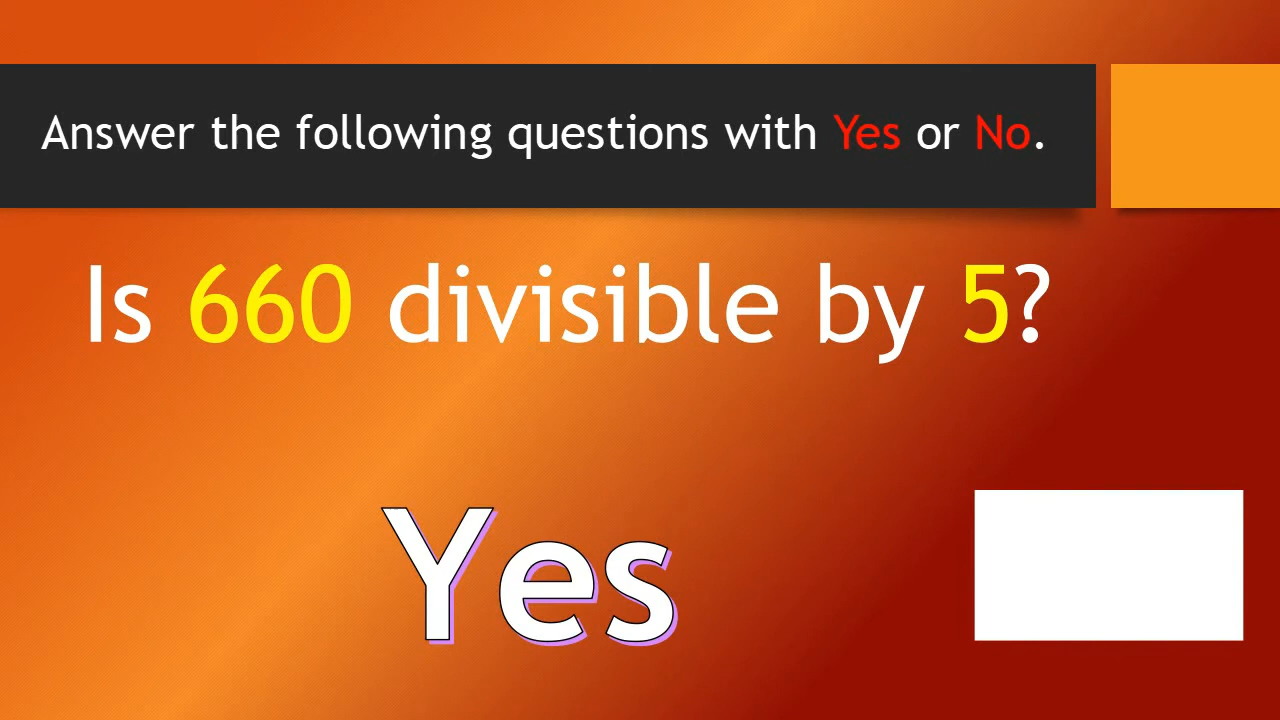 Answer the following questions with Yes or No.
Is 660 divisible by 5?
Yes